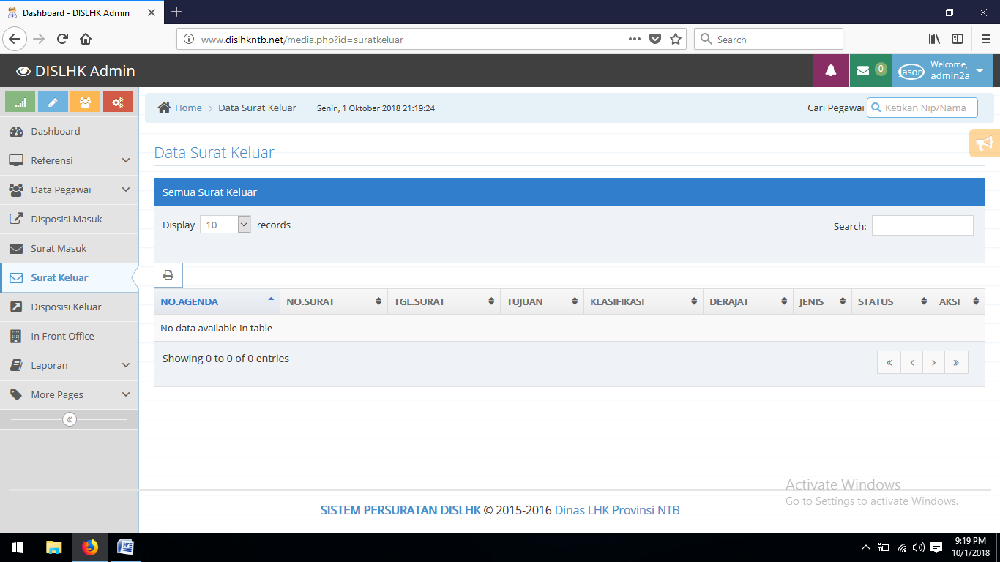 Dashboard - DISLHK Admin
www.dislhkntb.net/media.php?id=suratkeluar
Search
DISLHK Admin
0
Jason
Welcome,
admin2a
Home
Data Surat Keluar
Senin, 1 Oktober 2018 21:19:24
Cari Pegawai
Ketikan Nip/Nama
Dashboard
Referensi
Data Pegawai
Disposisi Masuk
Surat Masuk
Surat Keluar
Disposisi Keluar
In Front Office
Laporan
More Pages
Data Surat Keluar
Semua Surat Keluar
Display 10 records
Search:
NO.AGENDA NO.SURAT TGL.SURAT TUJUAN KLASIFIKASI DERAJAT JENIS STATUS AKSI
No data available in table
Showing 0 to 0 of 0 entries
Activate Windows
Go to Settings to activate Windows.
SISTEM PERSURATAN DISLHK © 2015-2016 Dinas LHK Provinsi NTB
9:19 PM
10/1/2018